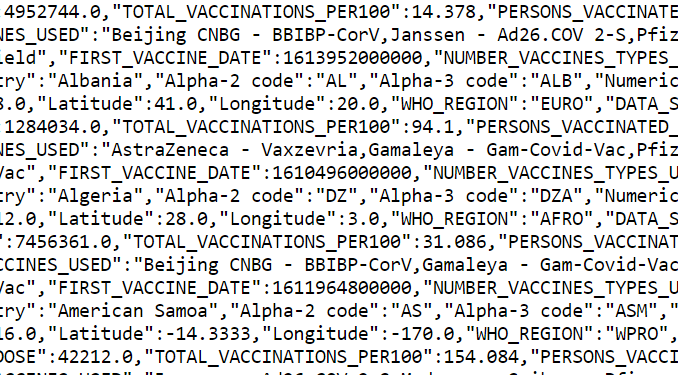 :4952744.0,"TOTAL_VACCINATIONS_PER100":14.378,"PERSONS_VACCINATE
NES_USED":"Beijing CNBG - BBIBP-CorV,Janssen - Ad26.COV 2-S,Pfiz
ield","FIRST_VACCINE_DATE":1613952000000,"NUMBER_VACCINES_TYPES_
try":"Albania","Alpha-2 code":"AL","Alpha-3 code":"ALB","Numeric
8.0,"Latitude":41.0,"Longitude":20.0,"WHO_REGION":"EURO","DATA_S
:1284034.0,"TOTAL_VACCINATIONS_PER100":94.1,"PERSONS_VACCINATED_
NES_USED":"AstraZeneca - Vaxzevria,Gamaleya - Gam-Covid-Vac,Pfiz
Vac","FIRST_VACCINE_DATE":1610496000000,"NUMBER_VACCINES_TYPES_U
try":"Algeria","Alpha-2 code":"DZ","Alpha-3 code":"DZA","Numeric
12.0,"Latitude":28.0,"Longitude":3.0,"WHO_REGION":"AFRO","DATA_S
":7456361.0,"TOTAL_VACCINATIONS_PER100":31.086,"PERSONS_VACCINAT
CCINES_USED":"Beijing CNBG - BBIBP-CorV,Gamaleya - Gam-Covid-Vac
Vac","FIRST_VACCINE_DATE":1611964800000,"NUMBER_VACCINES_TYPES_U
try":"American Samoa","Alpha-2 code":"AS","Alpha-3 code":"ASM","
16.0,"Latitude":-14.3333,"Longitude":-170.0,"WHO_REGION":"WPRO",
DOSE":42212.0,"TOTAL_VACCINATIONS_PER100":154.084,"PERSONS_VACCI